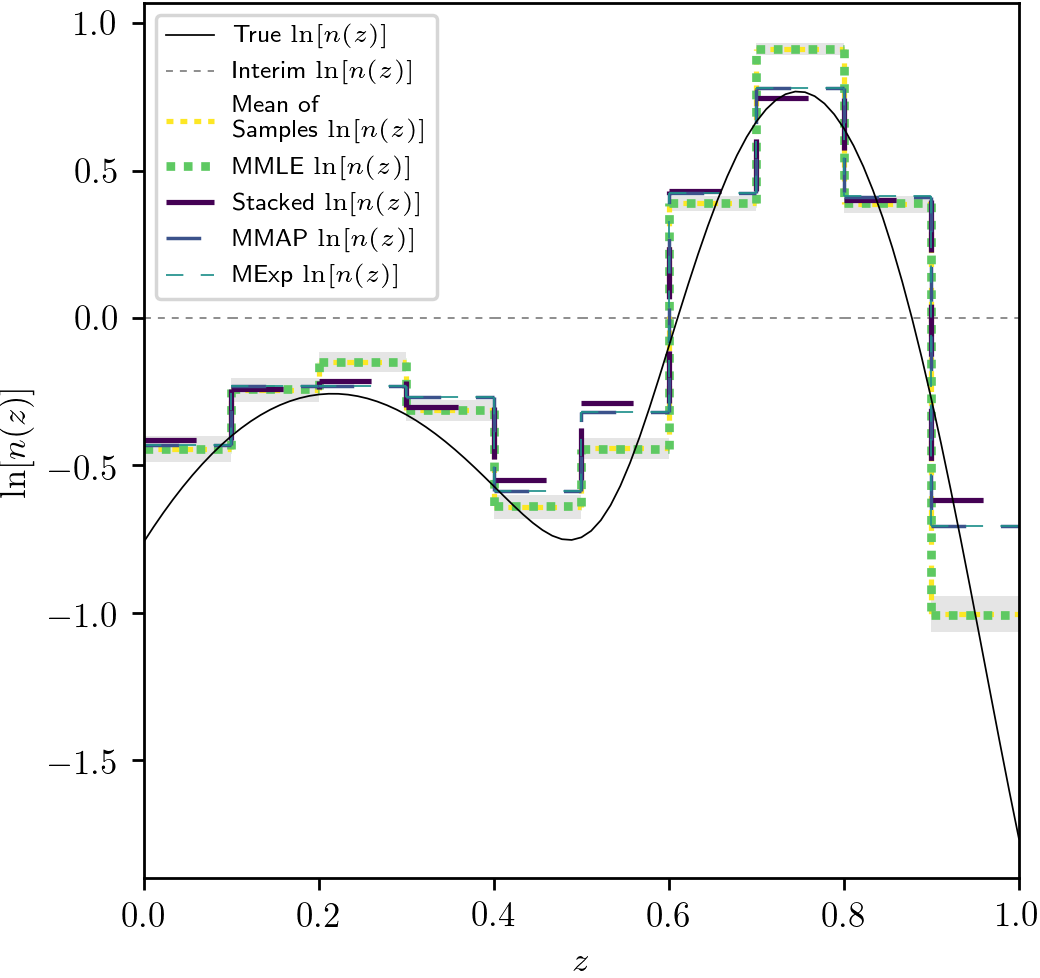 1.0
0.5
0.0
−0.5
−1.0
−1.5
ln[n(z)]
True ln[n(z)]
Interim ln[n(z)]
Mean of
Samples ln[n(z)]
MMLE ln[n(z)]
Stacked ln[n(z)]
MMAP ln[n(z)]
MExp ln[n(z)]
0.0 0.2 0.4 0.6 0.8 1.0
z